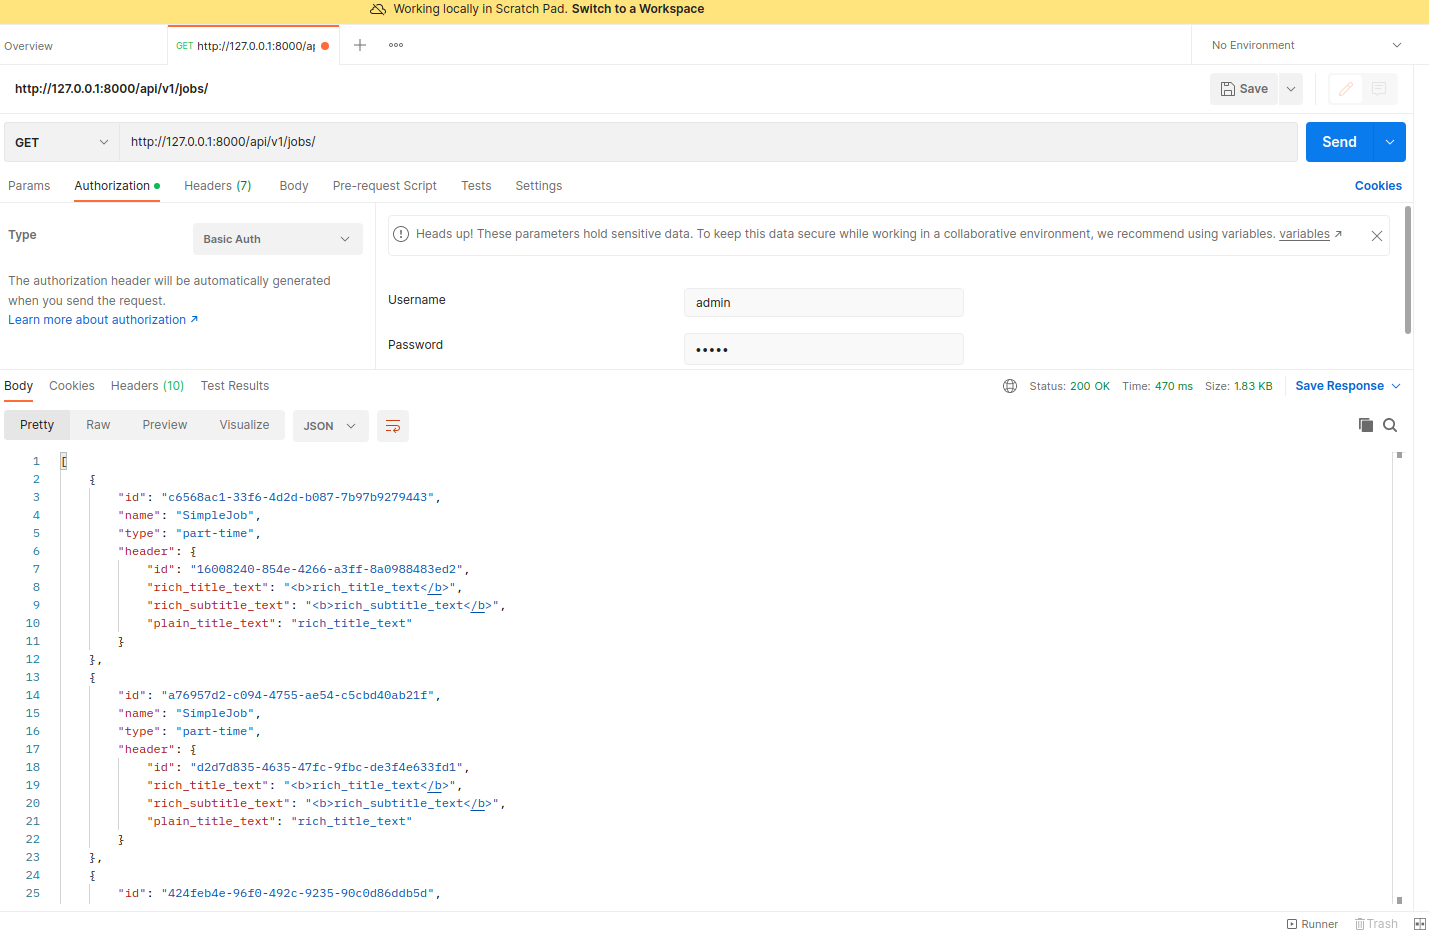 Working locally in Scratch Pad. Switch to a Workspace
Overview
GET http://127.0.0.1:8000/ap
No Environment
http://127.0.0.1:8000/api/v1/jobs/
Save
GET
http://127.0.0.1:8000/api/v1/jobs/
Send
Params Authorization Headers (7) Body Pre-request Script Tests Settings
Cookies
Type
Basic Auth
The authorization header will be automatically generated
when you send the request.
Learn more about authorization ↗
Heads up! These parameters hold sensitive data. To keep this data secure while working in a collaborative environment, we recommend using variables. variables ↗
Username
admin
Password
•••••
Body Cookies Headers (10) Test Results
Status: 200 OK Time: 470 ms Size: 1.83 KB
Save Response
Pretty Raw Preview Visualize JSON
1 [
2 {
3 "id": "c6568ac1-33f6-4d2d-b087-7b97b9279443",
4 "name": "SimpleJob",
5 "type": "part-time",
6 "header": {
7 "id": "16008240-854e-4266-a3ff-8a0988483ed2",
8 "rich_title_text": "<b>rich_title_text</b>",
9 "rich_subtitle_text": "<b>rich_subtitle_text</b>",
10 "plain_title_text": "rich_title_text"
11 }
12 },
13 {
14 "id": "a76957d2-c094-4755-ae54-c5cbd40ab21f",
15 "name": "SimpleJob",
16 "type": "part-time",
17 "header": {
18 "id": "d2d7d835-4635-47fc-9fbc-de3f4e633fd1",
19 "rich_title_text": "<b>rich_title_text</b>",
20 "rich_subtitle_text": "<b>rich_subtitle_text</b>",
21 "plain_title_text": "rich_title_text"
22 }
23 },
24 {
25 "id": "424feb4e-96f0-492c-9235-90c0d86ddb5d",
Runner Trash